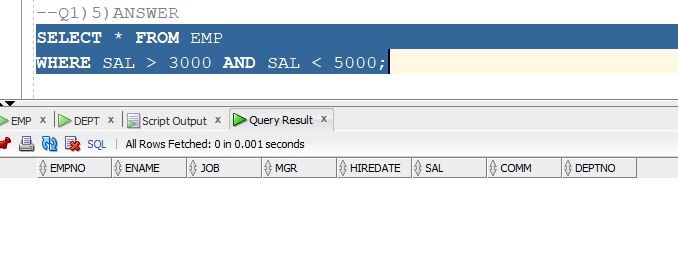 --Q1)5)ANSWER
SELECT * FROM EMP
WHERE SAL > 3000 AND SAL < 5000;
EMP x DEPT x Script Output x Query Result x
SQL | All Rows Fetched: 0 in 0.001 seconds
EMPNO ENAME JOB MGR HIREDATE SAL COMM DEPTNO